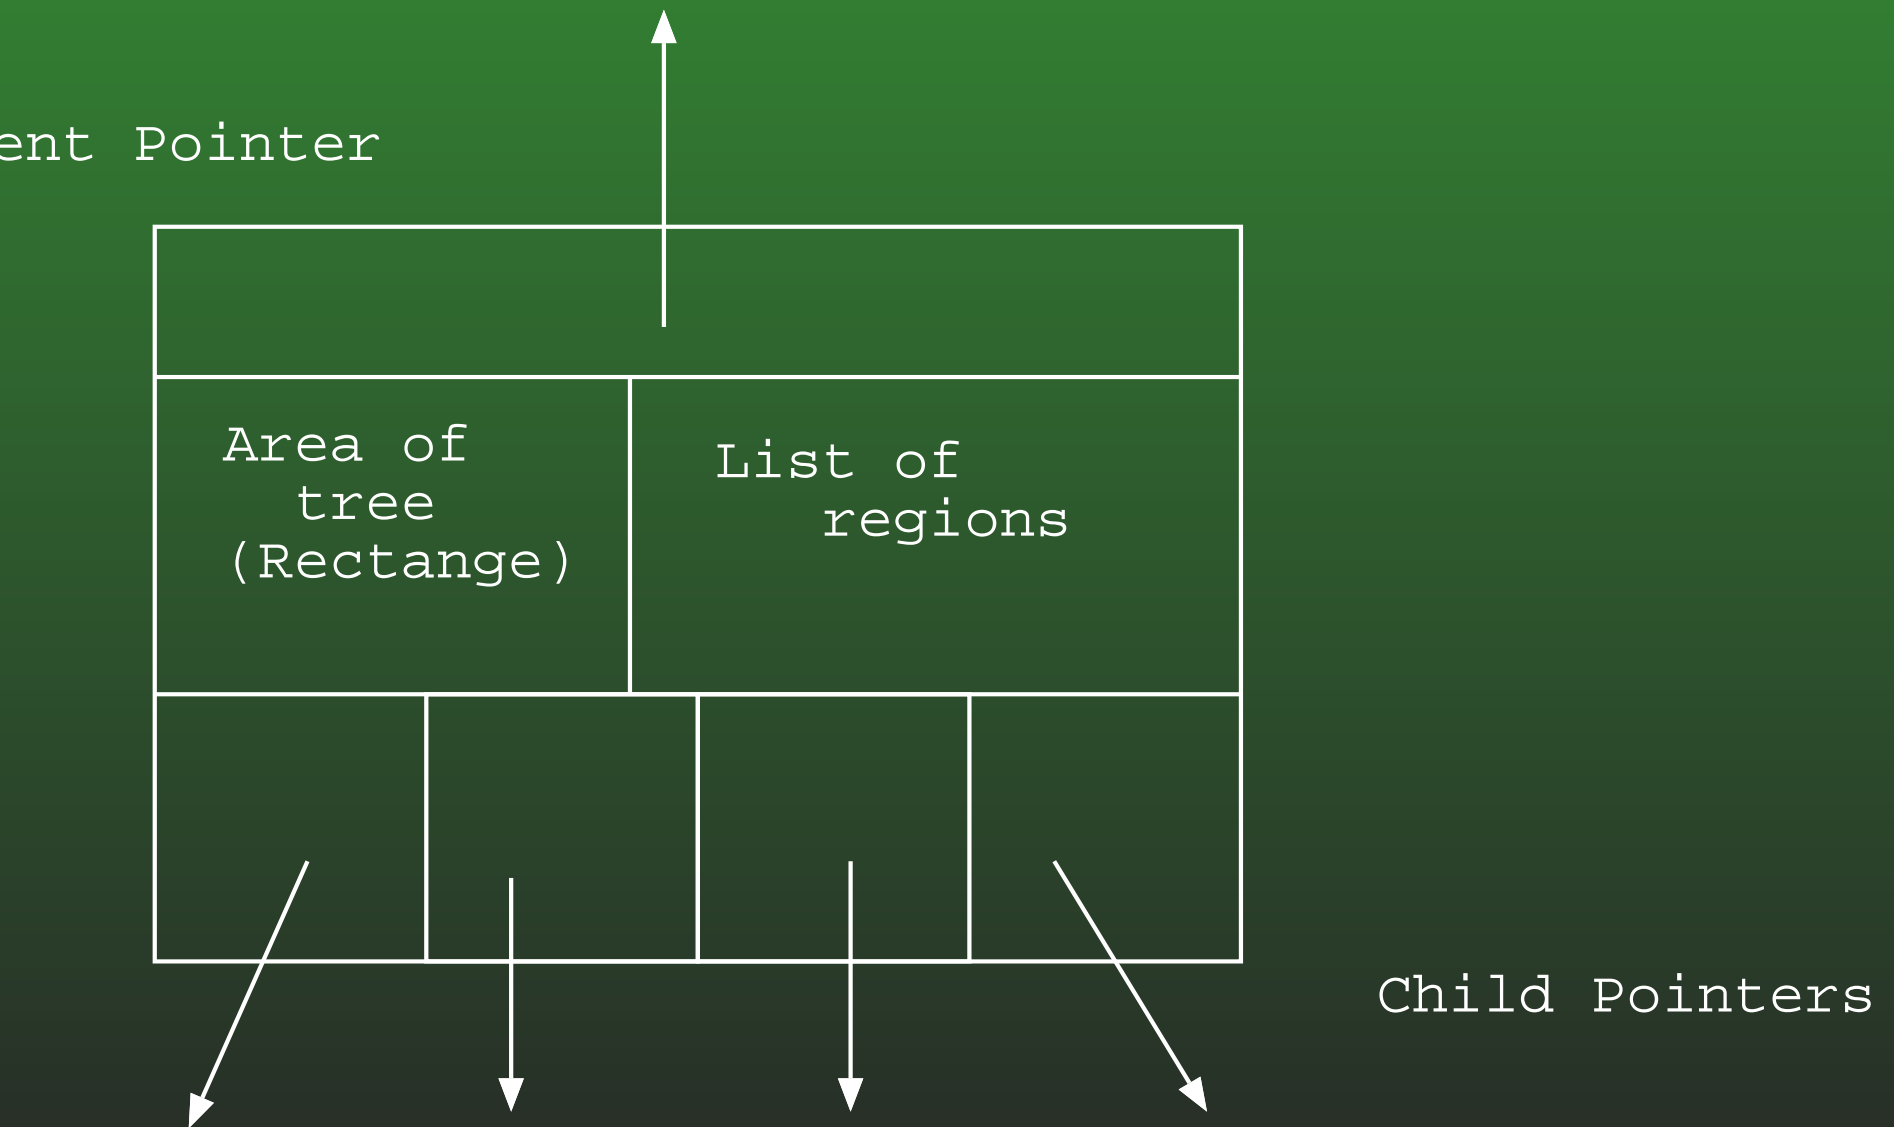 ent Pointer
Area of
tree
(Rectange)
List of
regions
Child Pointers